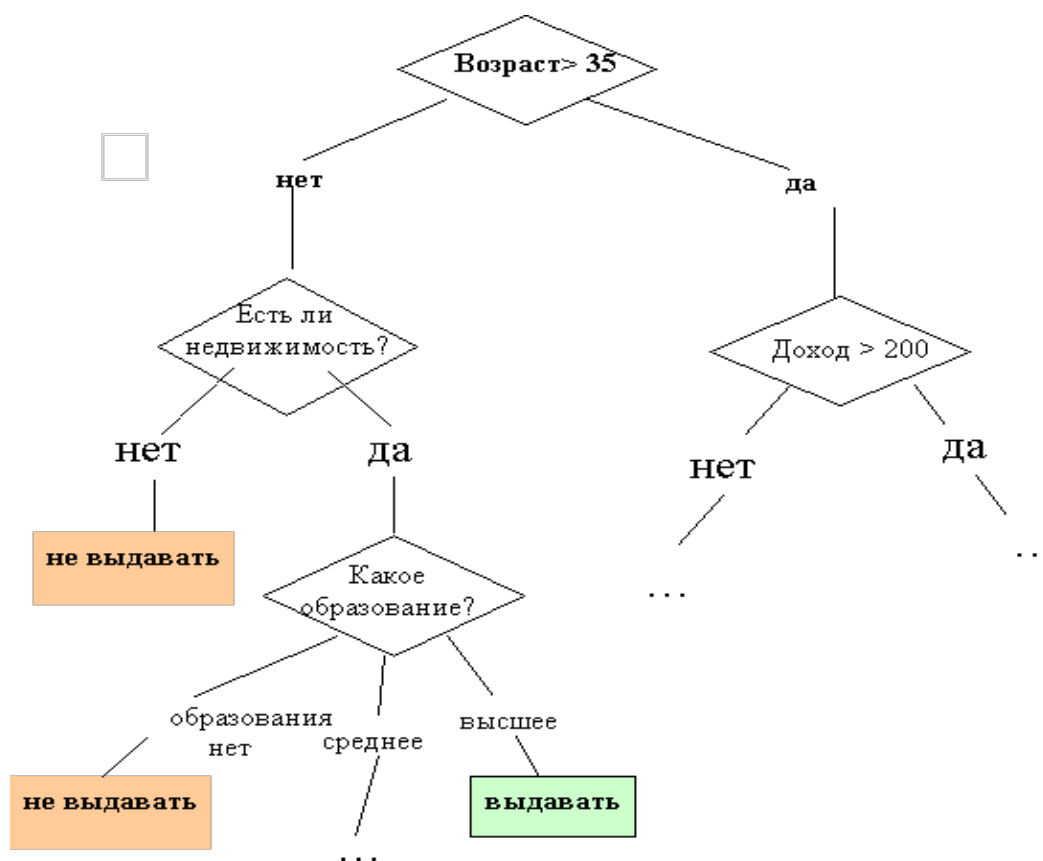 Возраст> 35
нет
да
Есть ли
недвижимость?
Доход > 200
нет
да
нет
да
не выдавать
. .
Какое
образование?
. . .
образования
нет
среднее
высшее
не выдавать
выдавать
. . .